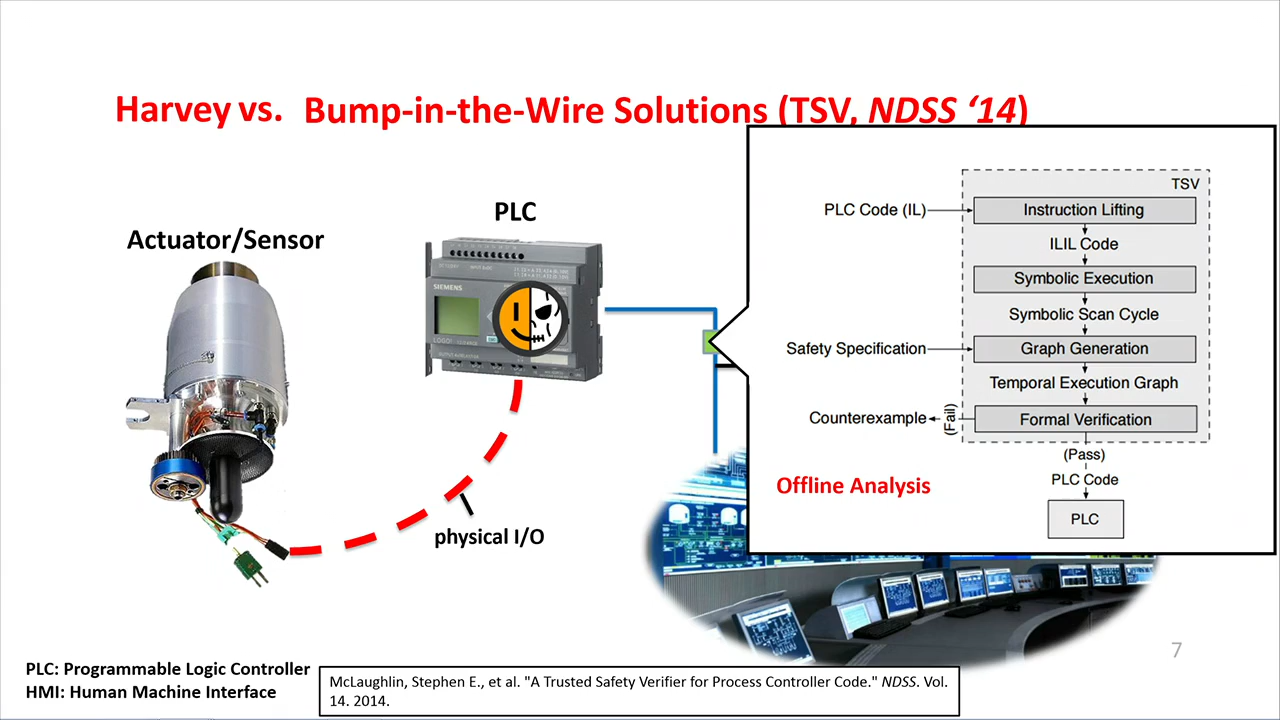 Harvey vs. Bump-in-the-Wire Solutions (TSV, NDSS ‘14)
Actuator/Sensor
PLC
SIEMENS
LOGO!
physical I/O
TSV
PLC Code (IL)
Instruction Lifting
ILIL Code
Symbolic Execution
Symbolic Scan Cycle
Safety Specification
Graph Generation
Temporal Execution Graph
Counterexample
(Fail)
Formal Verification
(Pass)
PLC Code
PLC
Offline Analysis
7
PLC: Programmable Logic Controller
HMI: Human Machine Interface
McLaughlin, Stephen E., et al. "A Trusted Safety Verifier for Process Controller Code." NDSS. Vol.
14. 2014.